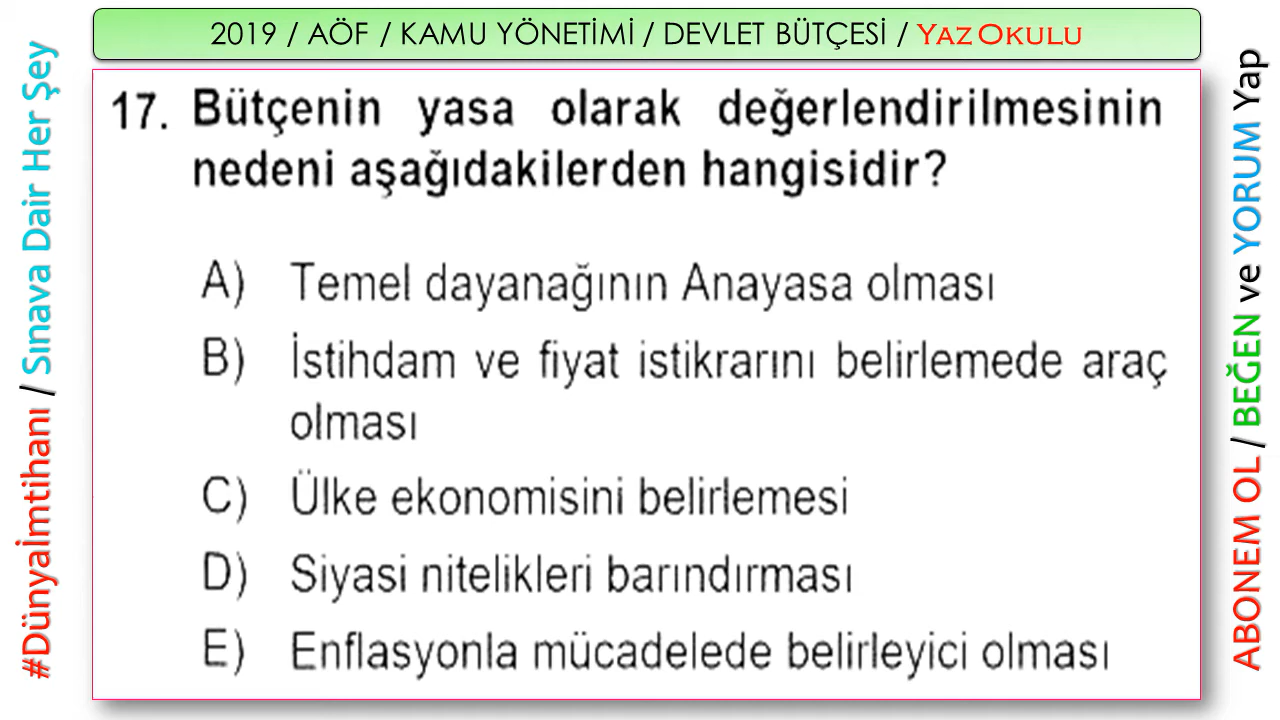 2019 / AÖF / KAMU YÖNETİMİ / DEVLET BÜTÇESİ / YAZ OKULU
#Dünyaİmtihanı / Sınava Dair Her Şey
17. Bütçenin yasa olarak değerlendirilmesinin
nedeni aşağıdakilerden hangisidir?
A) Temel dayanağının Anayasa olması
B) İstihdam ve fiyat istikrarını belirlemede araç
olması
C) Ülke ekonomisini belirlemesi
D) Siyasi nitelikleri barındırması
E) Enflasyonla mücadelede belirleyici olması
ABONEM OL / BEĞEN ve YORUM Yap